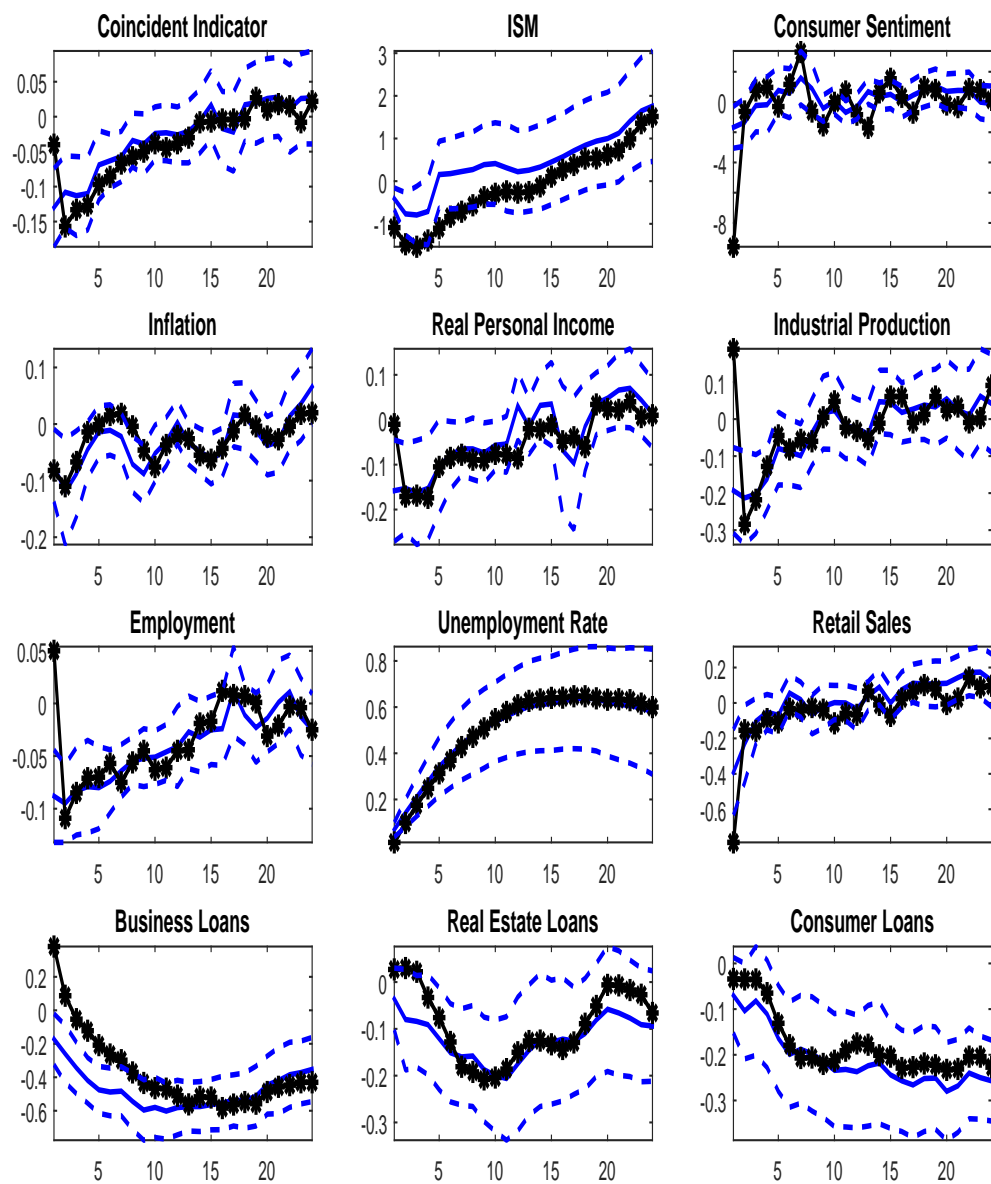 Coincident Indicator ISM Consumer Sentiment
0.05 0 -0.05 -0.1 -0.15
3 2 1 0 -1
0 -4 -8
5 10 15 20 5 10 15 20 5 10 15 20
Inflation Real Personal Income Industrial Production
0.1 0 -0.1 -0.2
0.1 0 -0.1 -0.2
0.1 0 -0.1 -0.2 -0.3
5 10 15 20 5 10 15 20 5 10 15 20
Employment Unemployment Rate Retail Sales
0.05 0 -0.05 -0.1
0.8 0.6 0.4 0.2
0.2 0 -0.2 -0.4 -0.6
5 10 15 20 5 10 15 20 5 10 15 20
Business Loans Real Estate Loans Consumer Loans
0.2 0 -0.2 -0.4 -0.6
0 -0.1 -0.2 -0.3
0 -0.1 -0.2 -0.3
5 10 15 20 5 10 15 20 5 10 15 20